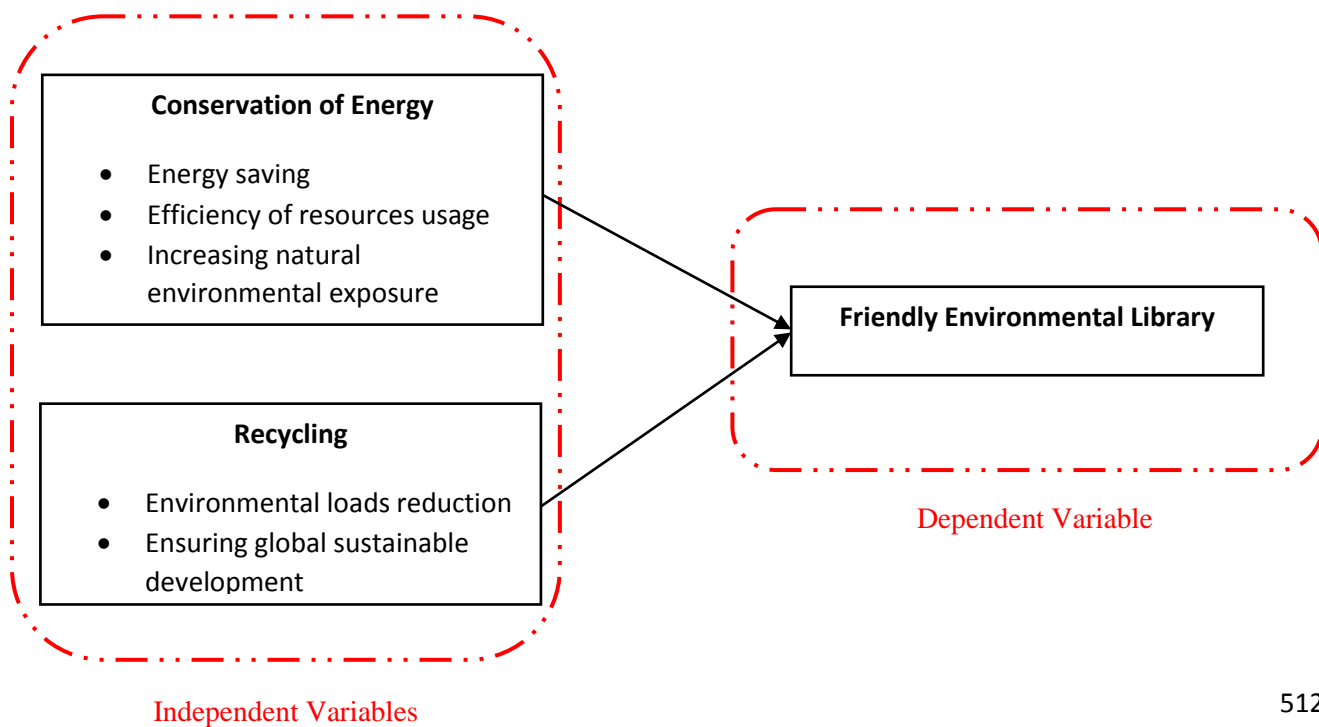 Conservation of Energy
• Energy saving
• Efficiency of resources usage
• Increasing natural
environmental exposure
Recycling
• Environmental loads reduction
• Ensuring global sustainable
development
Independent Variables
Friendly Environmental Library
Dependent Variable
512